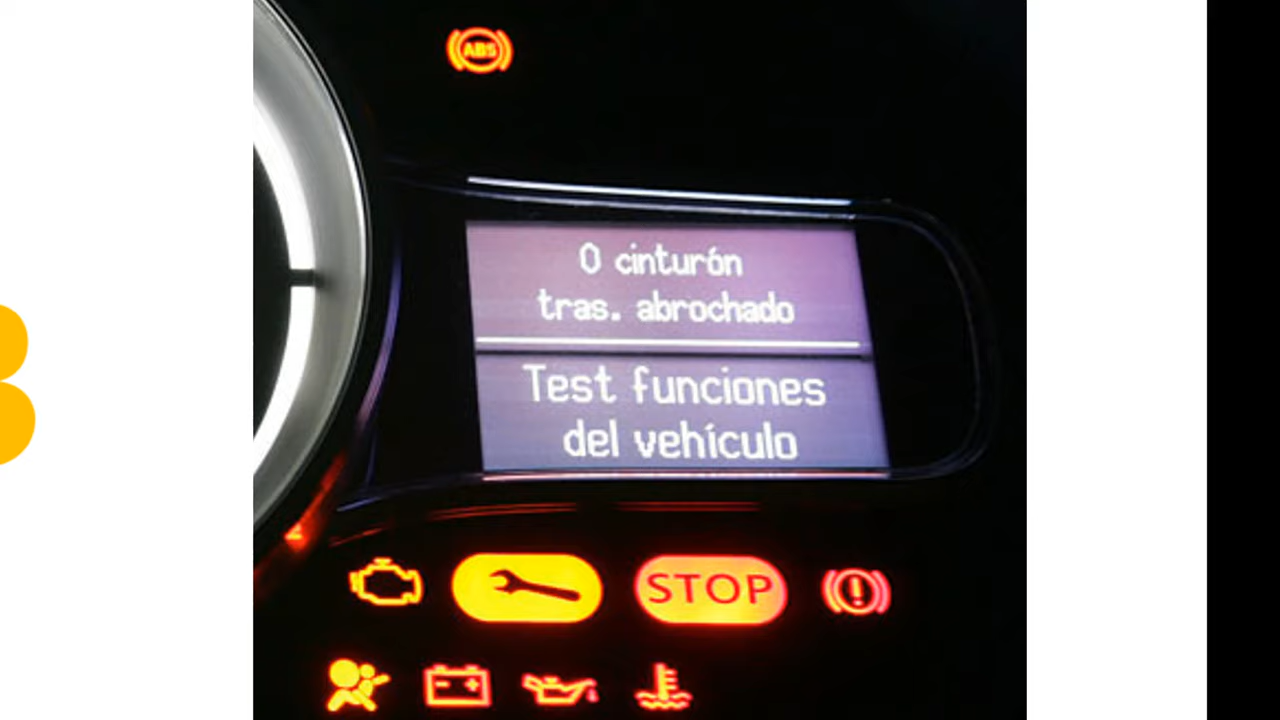 ABS
0 cinturón
tras. abrochado
Test funciones
del vehículo
STOP